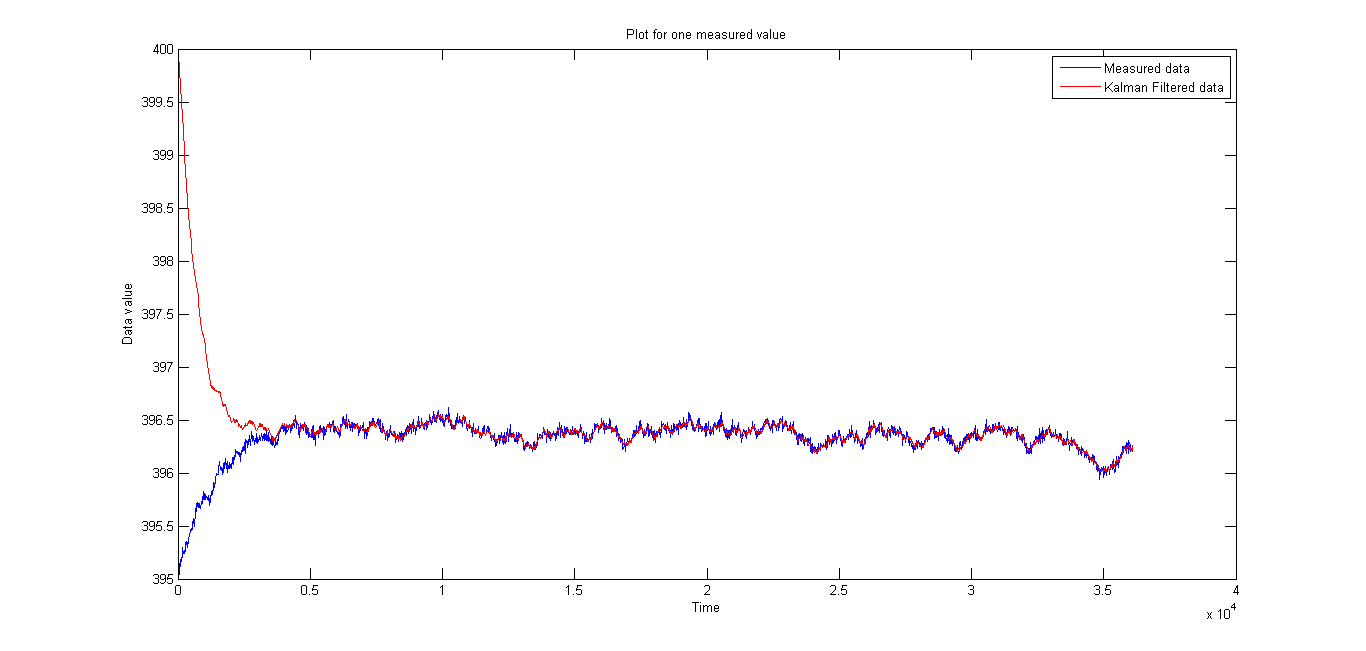 Plot for one measured value
Measured data
Kalman Filtered data
400
399.5
399
398.5
398
397.5
397
396.5
396
395.5
395
Data value
0 0.5 1 1.5 2 2.5 3 3.5 4
Time
x 10^4